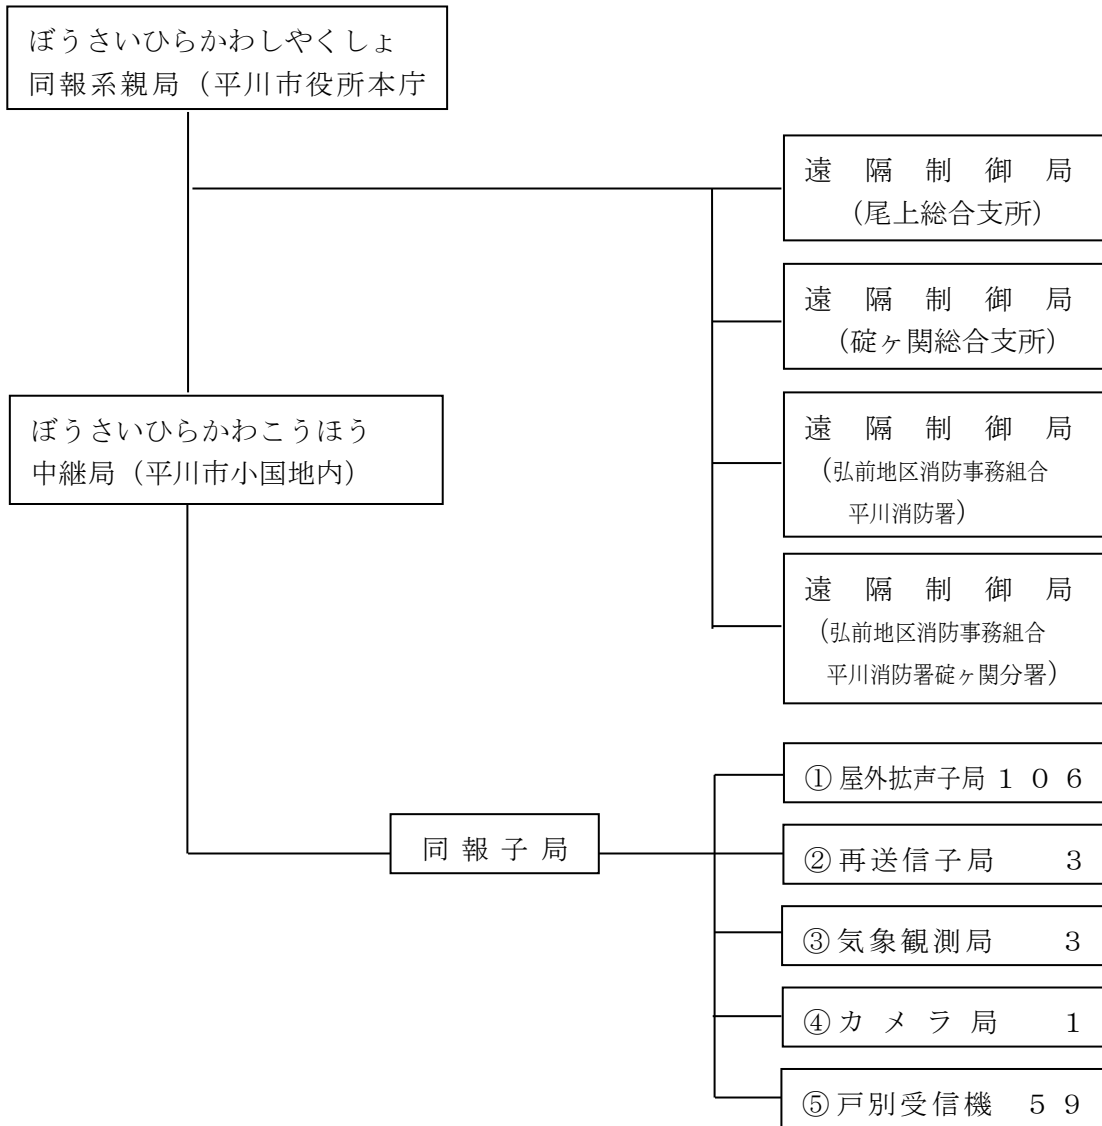 ぼうさいひらかわしやくしょ
同報系親局（平川市役所本庁
遠隔制御局
(尾上総合支所)
遠隔制御局
(碇ヶ関総合支所)
ぼうさいひらかわこうほう
中継局（平川市小国地内）
遠隔制御局
(弘前地区消防事務組合
平川消防署)
遠隔制御局
(弘前地区消防事務組合
平川消防署碇ヶ関分署)
同報子局
①屋外拡声子局１０６
②再送信子局　３
③気象観測局　３
④カメラ局　１
⑤戸別受信機　５９